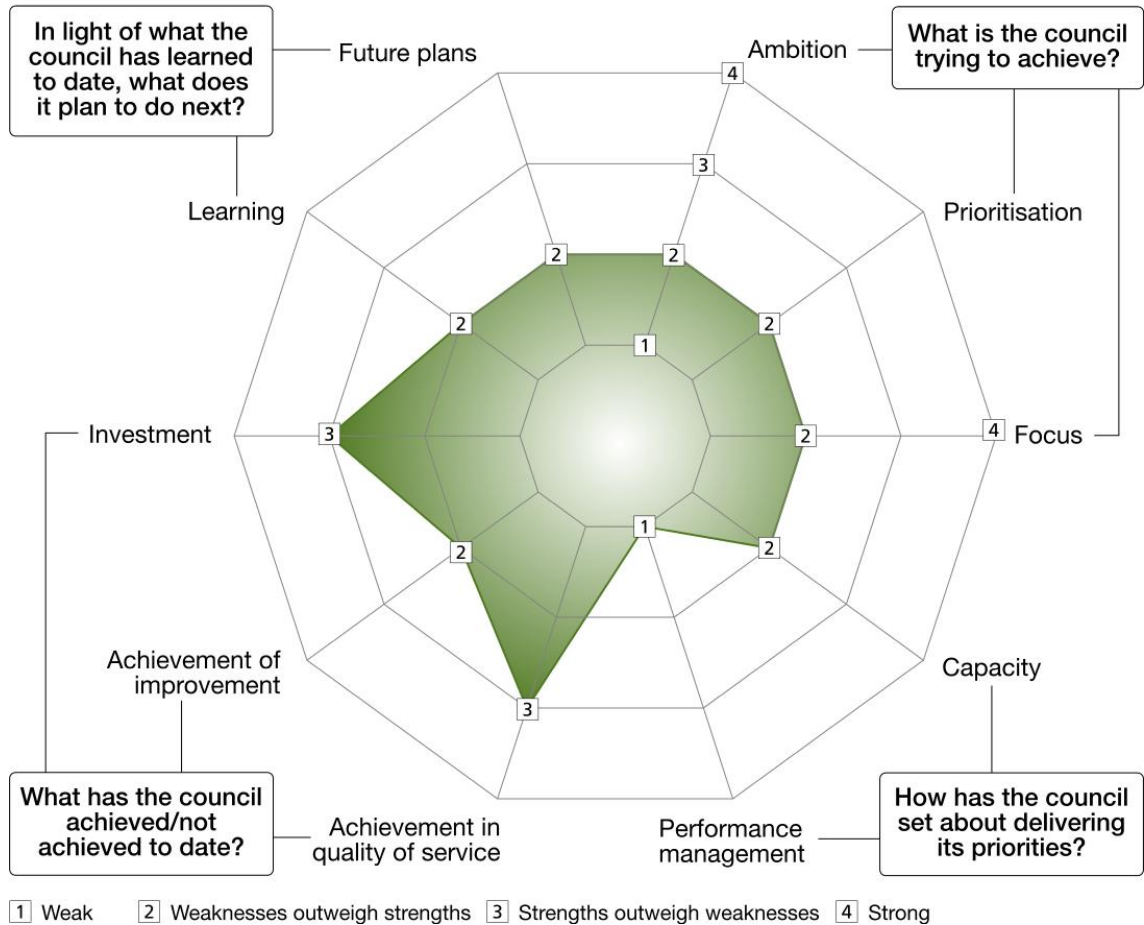 In light of what the
council has learned
to date, what does
it plan to do next?
Future plans
Ambition
What is the council
trying to achieve?
4
3
Learning
Prioritisation
2
2
2
2
1
Investment
3
2
4
Focus
1
2
2
Achievement of
improvement
Capacity
3
What has the council
achieved/not
achieved to date?
Achievement in
quality of service
Performance
management
How has the council
set about delivering
its priorities?
1 Weak 2 Weaknesses outweigh strengths 3 Strengths outweigh weaknesses 4 Strong